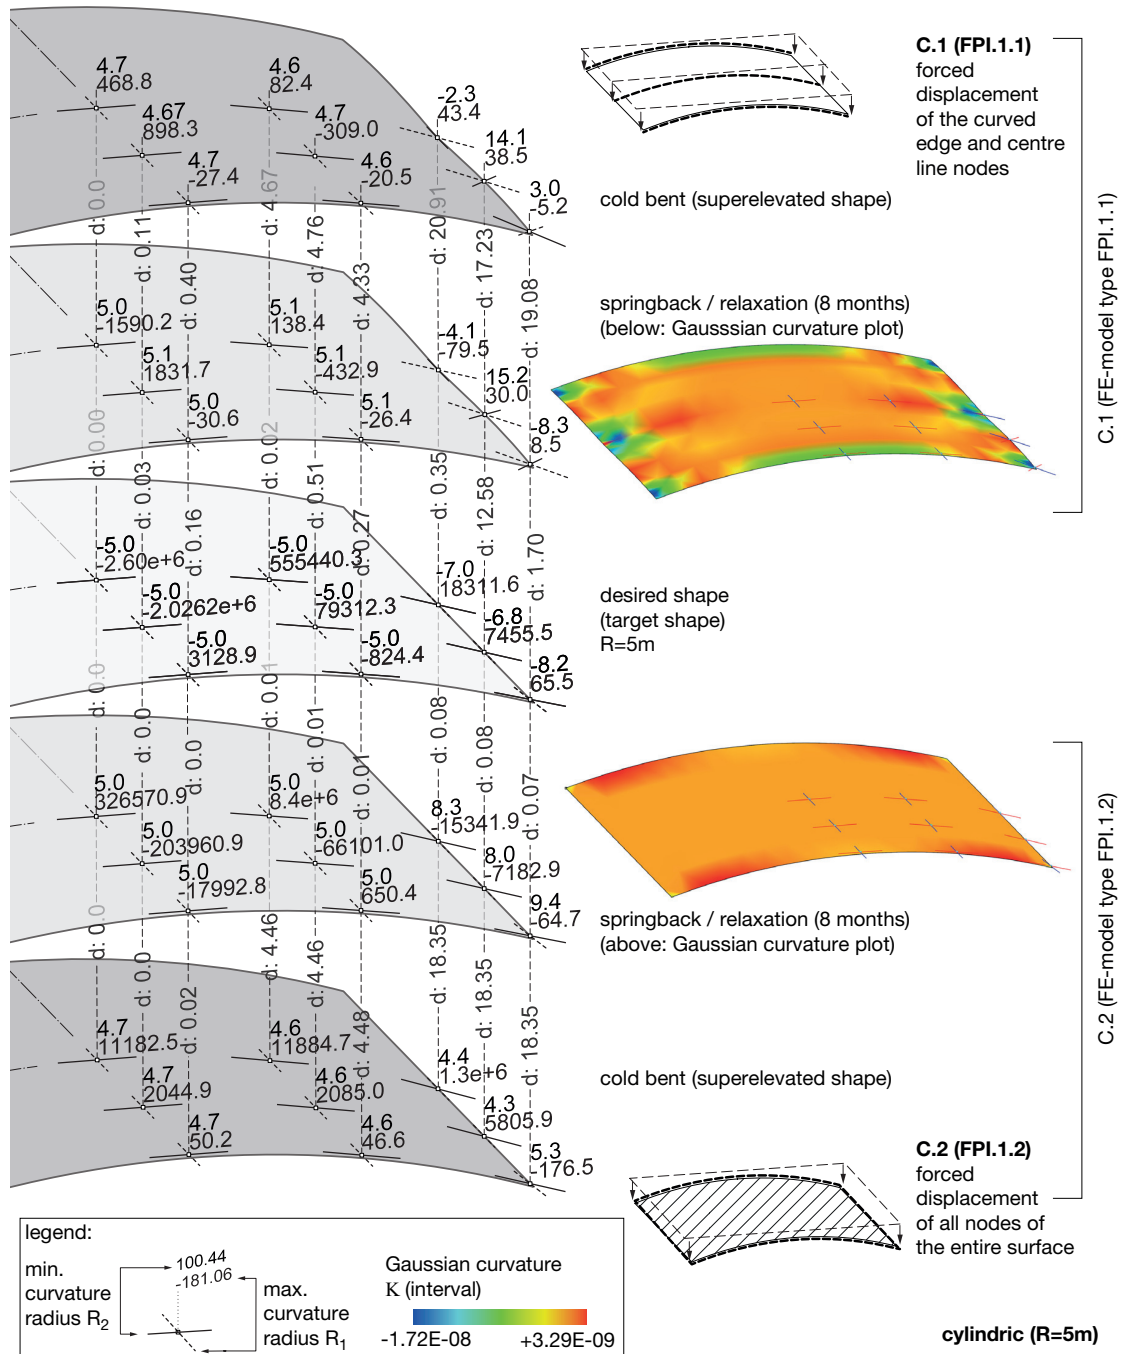 C.1 (FPI.1.1)
forced
displacement
of the curved
edge and centre
line nodes
cold bent (superelevated shape)
4.7
468.8
4.6
82.4
4.67
898.3
4.7
-309.0
4.7
-27.4
4.6
-20.5
-2.3
43.4
14.1
38.5
3.0
-5.2
d: 0.0
d: 0.11
d: 0.40
d: 4.67
d: 4.76
d: 4.33
d: 20.91
d: 17.23
d: 19.08
springback / relaxation (8 months)
(below: Gausssian curvature plot)
C.1 (FE-model type FPI.1.1)
5.0
-1590.2
5.1
138.4
5.1
1831.7
5.1
-432.9
5.0
-30.6
5.1
-26.4
-4.1
-79.5
15.2
30.0
-8.3
8.5
d: 0.00
d: 0.03
d: 0.16
d: 0.02
d: 0.51
d: 0.27
d: 0.35
d: 12.58
d: 1.70
desired shape
(target shape)
R=5m
-5.0
-2.60e+6
-5.0
555440.3
-5.0
-2.0262e+6
-5.0
79312.3
-5.0
3128.9
-5.0
-824.4
-7.0
18311.6
-6.8
7455.5
-8.2
65.5
d: 0.0
d: 0.0
d: 0.0
d: 0.01
d: 0.01
d: 0.01
d: 0.08
d: 0.08
d: 0.07
5.0
326570.9
5.0
8.4e+6
5.0
-203960.9
5.0
-66101.0
5.0
-17992.8
5.0
650.4
8.3
-15341.9
8.0
-7182.9
9.4
-64.7
springback / relaxation (8 months)
(above: Gaussian curvature plot)
C.2 (FE-model type FPI.1.2)
d: 0.0
d: 0.0
d: 0.02
d: 4.46
d: 4.46
d: 4.48
d: 18.35
d: 18.35
d: 18.35
4.7
11182.5
4.6
11884.7
4.7
2044.9
4.6
2085.0
4.7
50.2
4.6
46.6
4.4
1.3e+6
4.3
5805.9
5.3
-176.5
cold bent (superelevated shape)
C.2 (FPI.1.2)
forced
displacement
of all nodes of
the entire surface
legend:
min.
curvature
radius R2
100.44
-181.06
max.
curvature
radius R1
Gaussian curvature
K (interval)
-1.72E-08
+3.29E-09
cylindric (R=5m)